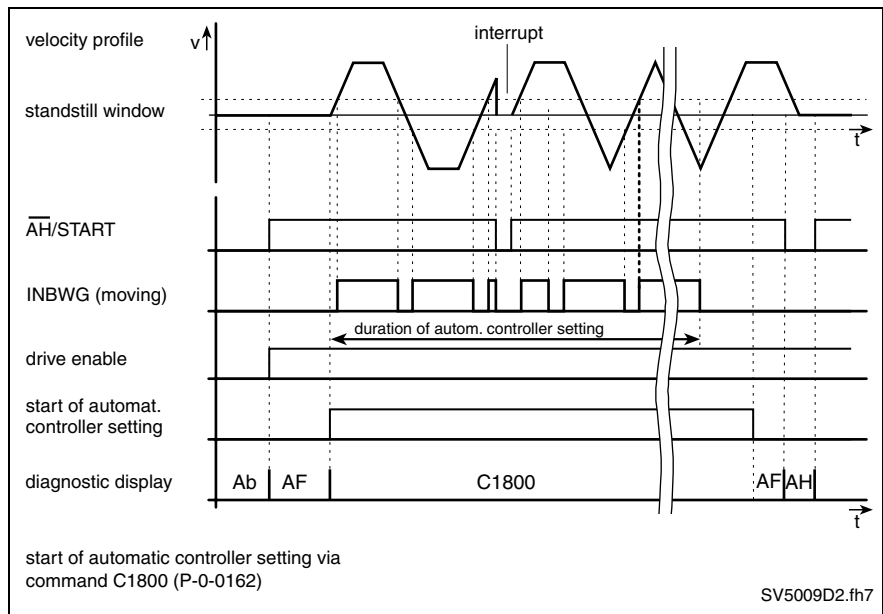 velocity profile
v
interrupt
standstill window
t
A̅H̅/START
INBWG (moving)
duration of autom. controller setting
drive enable
start of automat.
controller setting
diagnostic display
Ab
AF
C1800
AF
AH
t
start of automatic controller setting via
command C1800 (P-0-0162)
SV5009D2.fh7